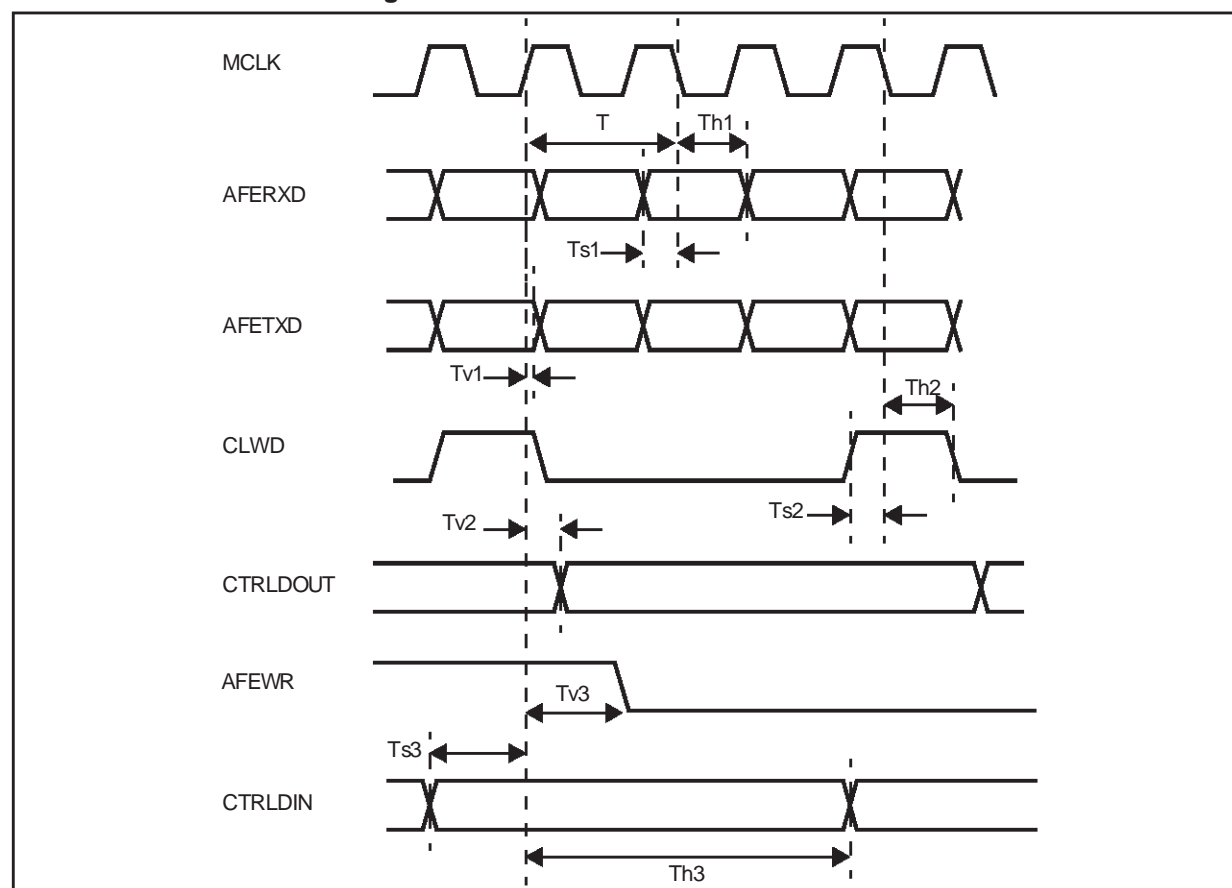 MCLK
T
Th1
AFERXD
Ts1
AFETXD
Tv1
Th2
CLWD
Tv2
Ts2
CTRLDOUT
AFEWR
Tv3
Ts3
CTRLDIN
Th3